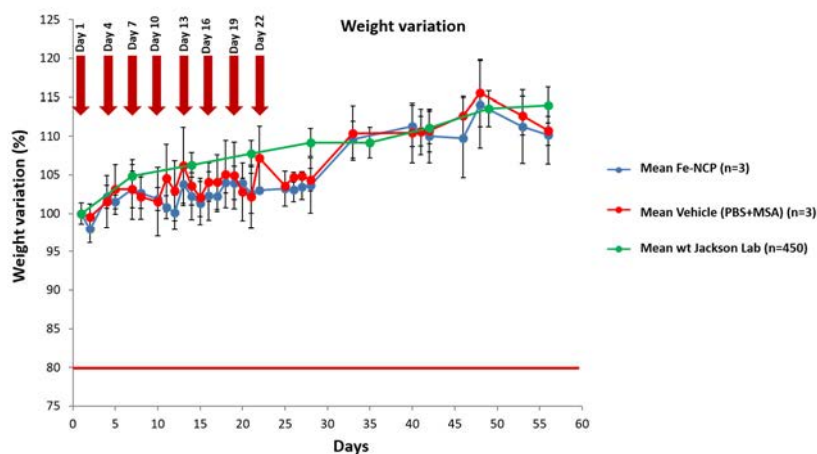 Weight variation
Day 1
Day 4
Day 7
Day 10
Day 13
Day 16
Day 19
Day 22
Weight variation (%)
125
120
115
110
105
100
95
90
80
75
0
0 5 10 15 20 25 30 35 40 45 50 55 60
Days
Mean Fe-NCP (n=3)
Mean Vehicle (PBS+MSA) (n=3)
Mean wt Jackson Lab (n=450)